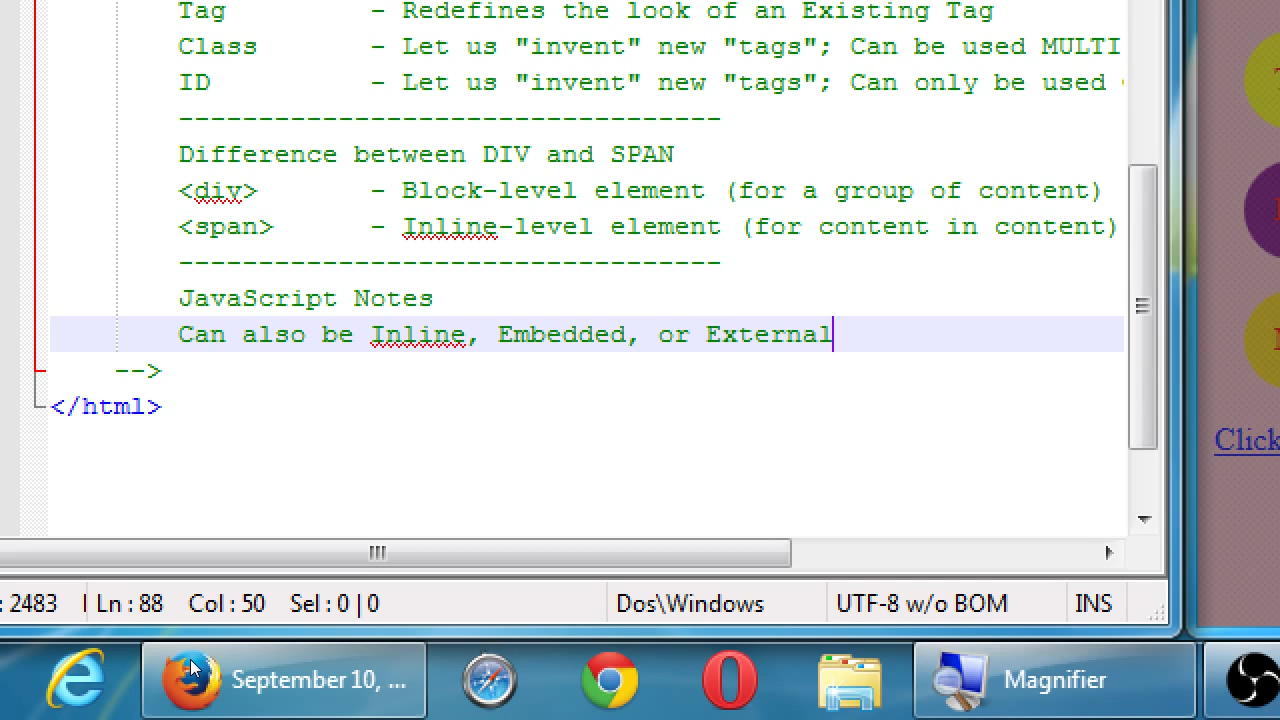 Tag - Redefines the look of an Existing Tag
Class - Let us "invent" new "tags"; Can be used MULTI
ID - Let us "invent" new "tags"; Can only be used
----------------------------------
Difference between DIV and SPAN
<div> - Block-level element (for a group of content)
<span> - Inline-level element (for content in content)
----------------------------------
JavaScript Notes
Can also be Inline, Embedded, or External
-->
</html>
Click
: 2483 Ln : 88 Col : 50 Sel : 0 | 0 Dos\Windows UTF-8 w/o BOM INS
September 10, ... Magnifier